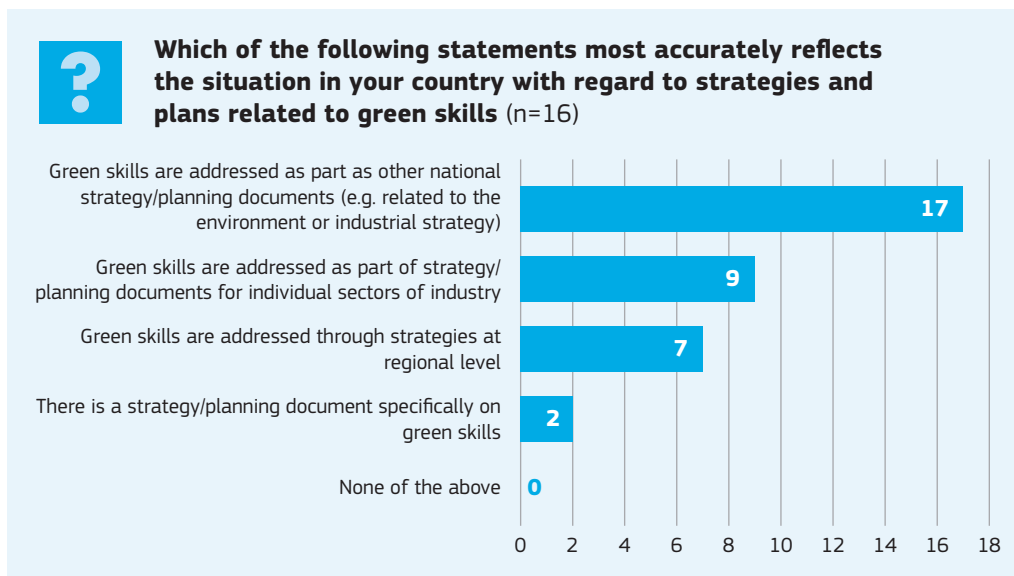 ?
Which of the following statements most accurately reflects
the situation in your country with regard to strategies and
plans related to green skills (n=16)
Green skills are addressed as part as other national
strategy/planning documents (e.g. related to the
environment or industrial strategy)
17
Green skills are addressed as part of strategy/
planning documents for individual sectors of industry
9
Green skills are addressed through strategies at
regional level
7
There is a strategy/planning document specifically on
green skills
2
None of the above
0
0 2 4 6 8 10 12 14 16 18